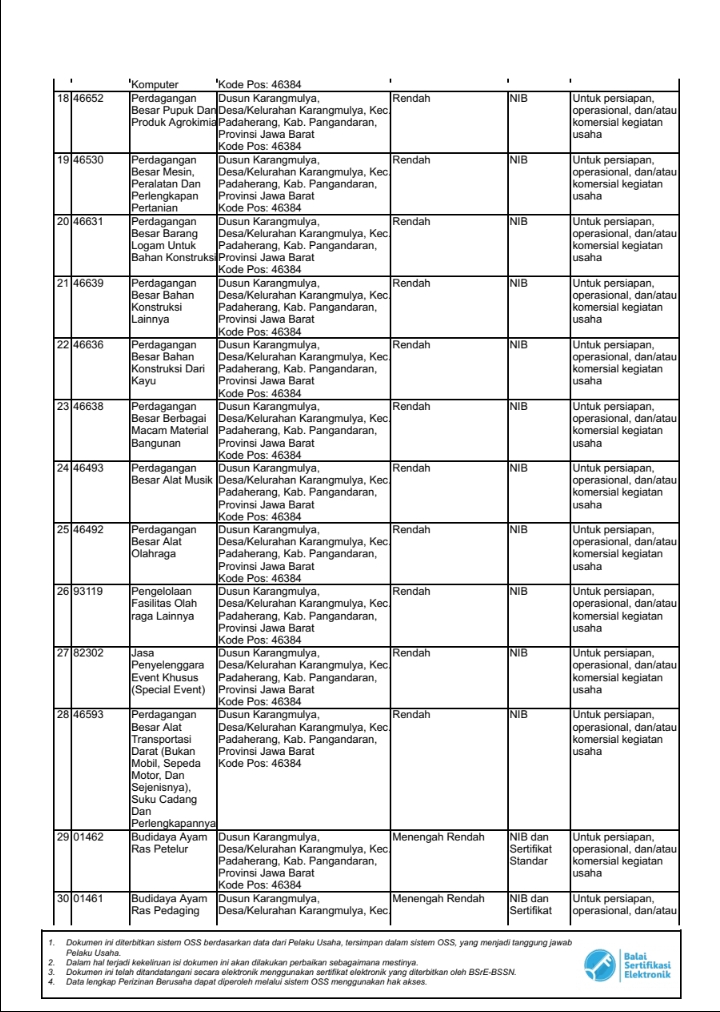 Komputer Kode Pos: 46384
18 46652 Perdagangan Dusun Karangmulya, Rendah NIB Untuk persiapan,
Besar Pupuk Dan Desa/Kelurahan Karangmulya, Kec. operasional, dan/atau
Produk Agrokimia Padaherang, Kab. Pangandaran, komersial kegiatan
Provinsi Jawa Barat usaha
Kode Pos: 46384
19 46530 Perdagangan Dusun Karangmulya, Rendah NIB Untuk persiapan,
Besar Mesin, Desa/Kelurahan Karangmulya, Kec. operasional, dan/atau
Peralatan Dan Padaherang, Kab. Pangandaran, komersial kegiatan
Perlengkapan Provinsi Jawa Barat usaha
Pertanian Kode Pos: 46384
20 46631 Perdagangan Dusun Karangmulya, Rendah NIB Untuk persiapan,
Besar Barang Desa/Kelurahan Karangmulya, Kec. operasional, dan/atau
Logam Untuk Padaherang, Kab. Pangandaran, komersial kegiatan
Bahan Konstruksi Provinsi Jawa Barat usaha
Kode Pos: 46384
21 46639 Perdagangan Dusun Karangmulya, Rendah NIB Untuk persiapan,
Besar Bahan Desa/Kelurahan Karangmulya, Kec. operasional, dan/atau
Konstruksi Padaherang, Kab. Pangandaran, komersial kegiatan
Lainnya Provinsi Jawa Barat usaha
Kode Pos: 46384
22 46636 Perdagangan Dusun Karangmulya, Rendah NIB Untuk persiapan,
Besar Bahan Desa/Kelurahan Karangmulya, Kec. operasional, dan/atau
Konstruksi Dari Padaherang, Kab. Pangandaran, komersial kegiatan
Kayu Provinsi Jawa Barat usaha
Kode Pos: 46384
23 46638 Perdagangan Dusun Karangmulya, Rendah NIB Untuk persiapan,
Besar Berbagai Desa/Kelurahan Karangmulya, Kec. operasional, dan/atau
Macam Material Padaherang, Kab. Pangandaran, komersial kegiatan
Bangunan Provinsi Jawa Barat usaha
Kode Pos: 46384
24 46493 Perdagangan Dusun Karangmulya, Rendah NIB Untuk persiapan,
Besar Alat Musik Desa/Kelurahan Karangmulya, Kec. operasional, dan/atau
Padaherang, Kab. Pangandaran, komersial kegiatan
Provinsi Jawa Barat usaha
Kode Pos: 46384
25 46492 Perdagangan Dusun Karangmulya, Rendah NIB Untuk persiapan,
Besar Alat Desa/Kelurahan Karangmulya, Kec. operasional, dan/atau
Olahraga Padaherang, Kab. Pangandaran, komersial kegiatan
Provinsi Jawa Barat usaha
Kode Pos: 46384
26 93119 Pengelolaan Dusun Karangmulya, Rendah NIB Untuk persiapan,
Fasilitas Olah Desa/Kelurahan Karangmulya, Kec. operasional, dan/atau
raga Lainnya Padaherang, Kab. Pangandaran, komersial kegiatan
Provinsi Jawa Barat usaha
Kode Pos: 46384
27 82302 Jasa Dusun Karangmulya, Rendah NIB Untuk persiapan,
Penyelenggara Desa/Kelurahan Karangmulya, Kec. operasional, dan/atau
Event Khusus Padaherang, Kab. Pangandaran, komersial kegiatan
(Special Event) Provinsi Jawa Barat usaha
Kode Pos: 46384
28 46593 Perdagangan Dusun Karangmulya, Rendah NIB Untuk persiapan,
Besar Alat Desa/Kelurahan Karangmulya, Kec. operasional, dan/atau
Transportasi Padaherang, Kab. Pangandaran, komersial kegiatan
Darat (Bukan Provinsi Jawa Barat usaha
Mobil, Sepeda Kode Pos: 46384
Motor, Dan
Sejenisnya),
Suku Cadang
Dan
Perlengkapannya
29 01462 Budidaya Ayam Dusun Karangmulya, Menengah Rendah NIB dan Untuk persiapan,
Ras Petelur Desa/Kelurahan Karangmulya, Kec. Sertifikat operasional, dan/atau
Padaherang, Kab. Pangandaran, Standar komersial kegiatan
Provinsi Jawa Barat usaha
Kode Pos: 46384
30 01461 Budidaya Ayam Dusun Karangmulya, Menengah Rendah NIB dan Untuk persiapan,
Ras Pedaging Desa/Kelurahan Karangmulya, Kec. Sertifikat operasional, dan/atau
1. Dokumen ini diterbitkan sistem OSS berdasarkan data dari Pelaku Usaha, tersimpan dalam sistem OSS, yang menjadi tanggung jawab
Pelaku Usaha.
2. Dalam hal terjadi kekeliruan isi dokumen ini akan dilakukan perbaikan sebagaimana mestinya.
3. Dokumen ini telah ditandatangani secara elektronik menggunakan sertifikat elektronik yang diterbitkan oleh BSrE-BSSN.
4. Data lengkap Perizinan Berusaha dapat diperoleh melalui sistem OSS menggunakan hak akses.
Balai
Sertifikasi
Elektronik